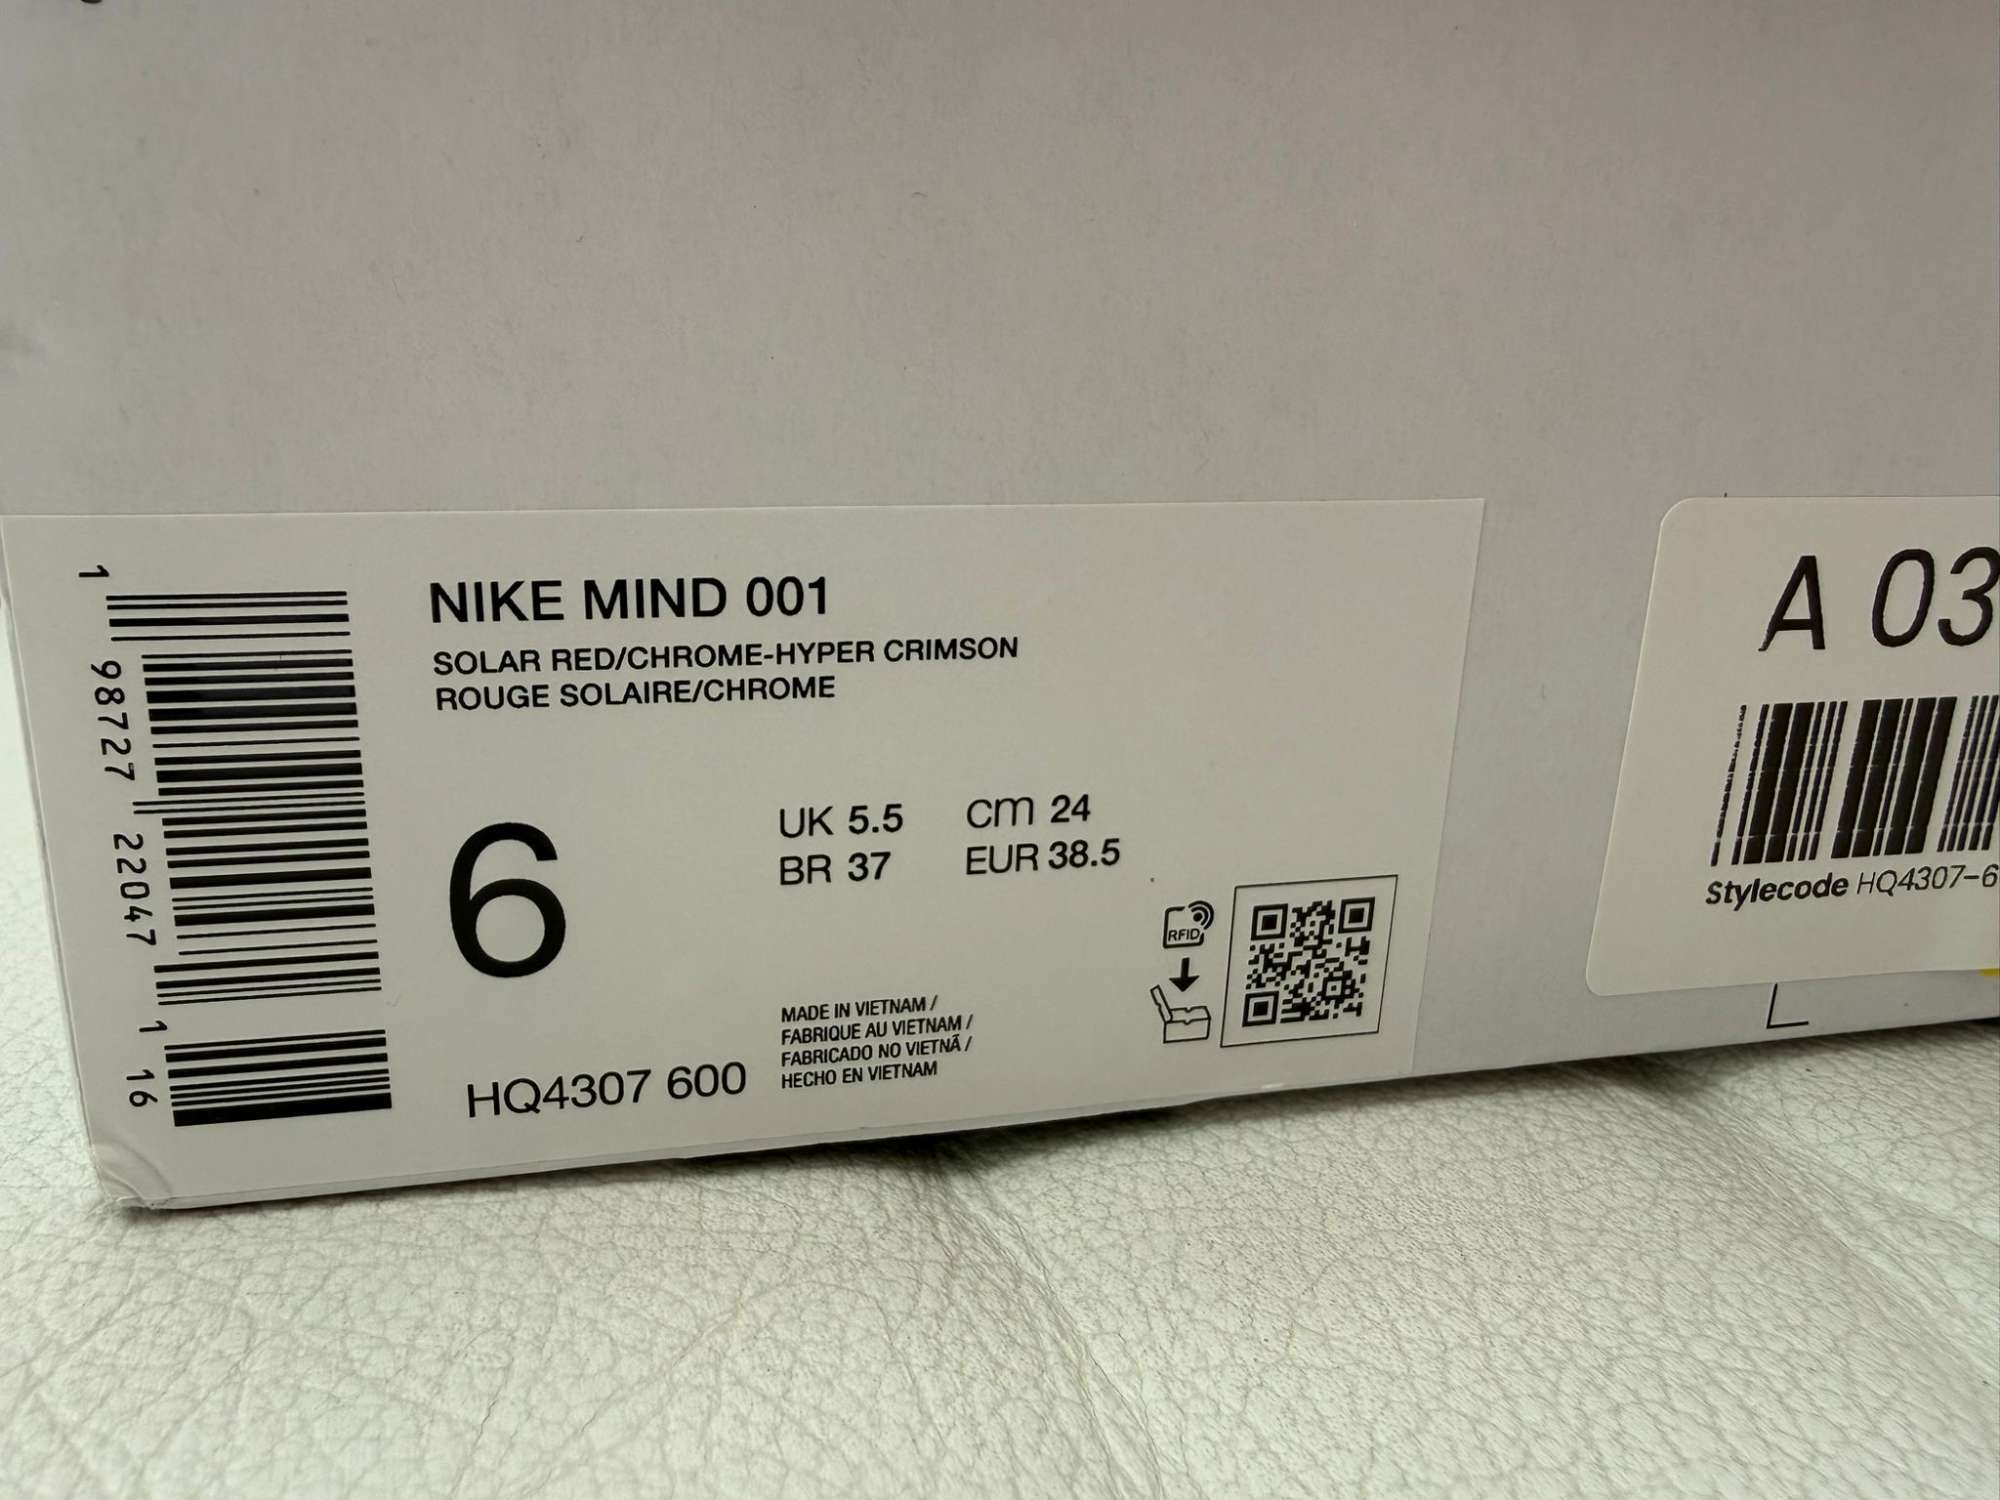 NIKE MIND 001
SOLAR RED/CHROME-HYPER CRIMSON
ROUGE SOLAIRE/CHROME
6
UK 5.5 CM 24
BR 37 EUR 38.5
RFID
MADE IN VIETNAM /
FABRIQUE AU VIETNAM /
FABRICADO NO VIETNÃ /
HECHO EN VIETNAM
HQ4307 600
1 98727 22047 1 16
A 03
Stylecode HQ4307-6